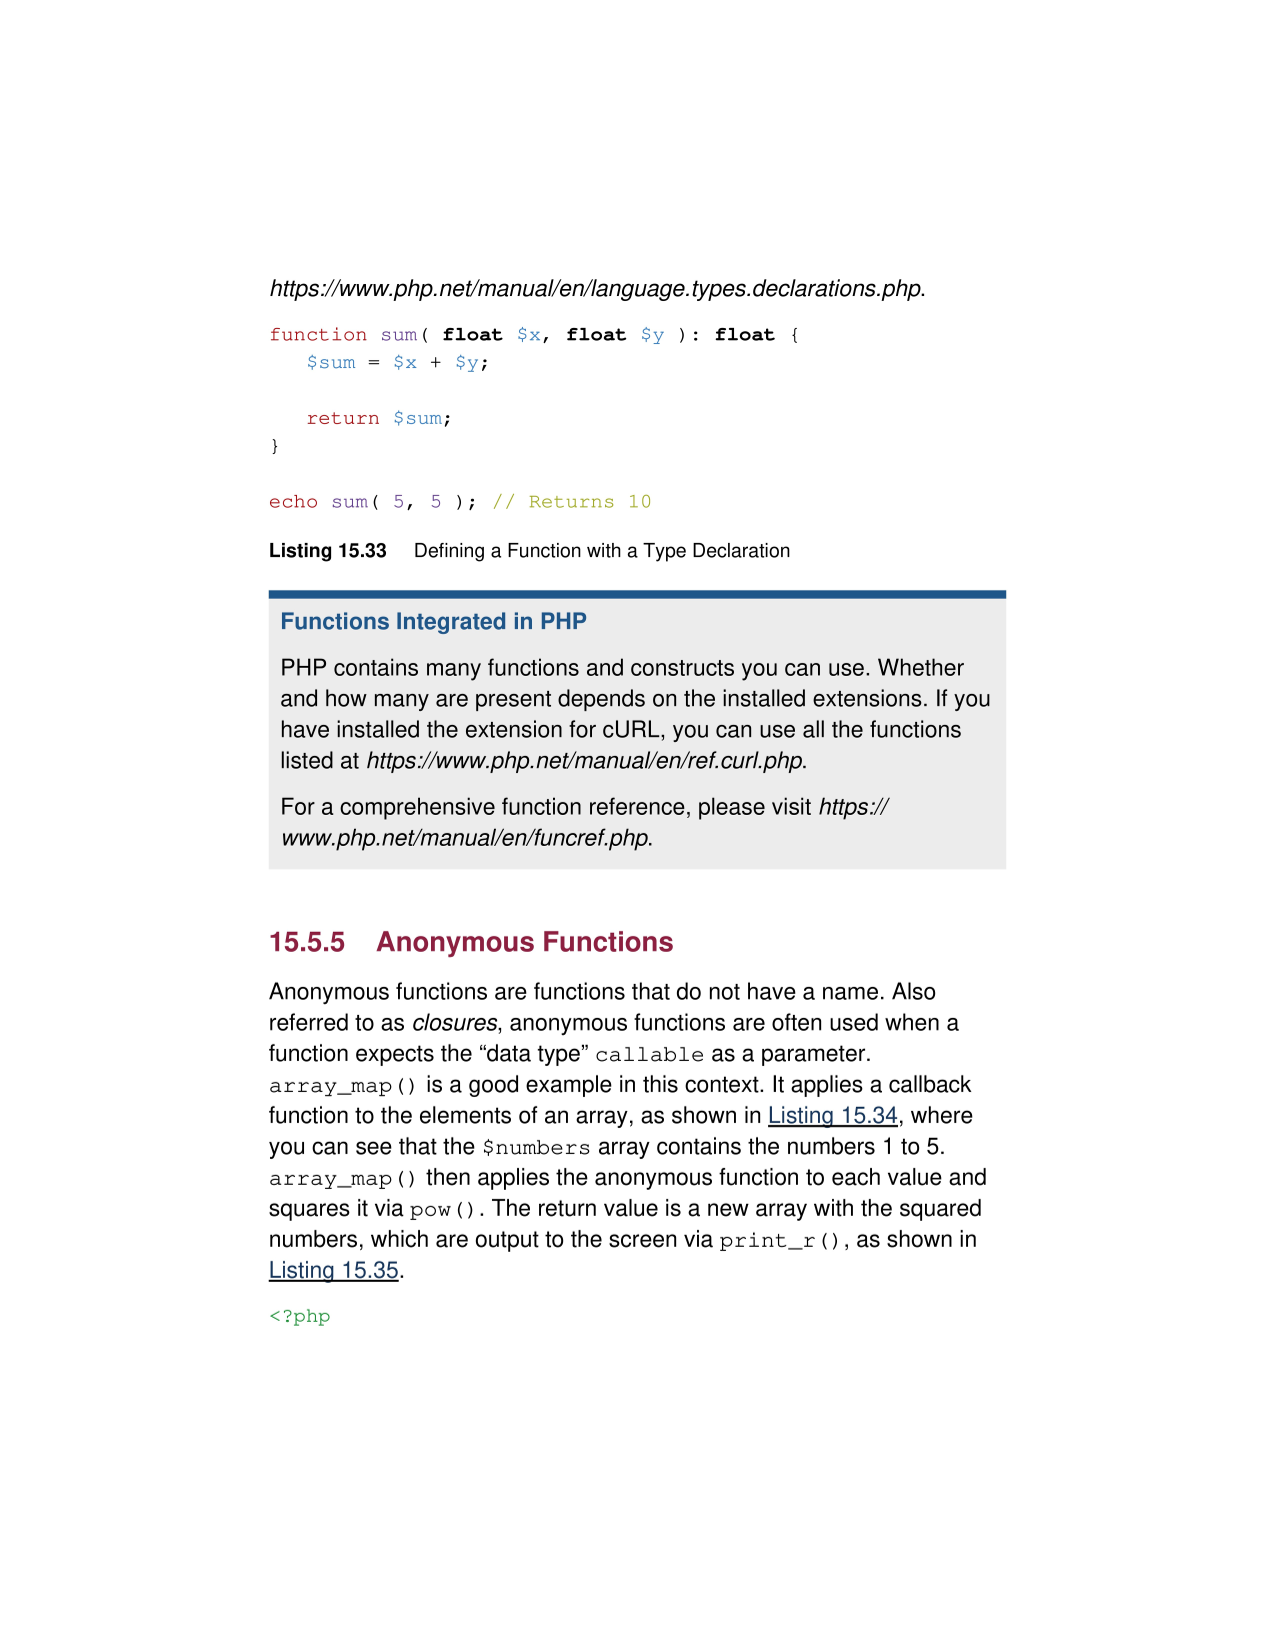 https://www.php.net/manual/en/language.types.declarations.php.
function sum( float $x, float $y ): float {
   $sum = $x + $y;
   return $sum;
}
echo sum( 5, 5 ); // Returns 10
Listing 15.33 Defining a Function with a Type Declaration
Functions Integrated in PHP
PHP contains many functions and constructs you can use. Whether
and how many are present depends on the installed extensions. If you
have installed the extension for cURL, you can use all the functions
listed at https://www.php.net/manual/en/ref.curl.php.
For a comprehensive function reference, please visit https://
www.php.net/manual/en/funcref.php.
15.5.5 Anonymous Functions
Anonymous functions are functions that do not have a name. Also
referred to as closures, anonymous functions are often used when a
function expects the “data type” callable as a parameter.
array_map() is a good example in this context. It applies a callback
function to the elements of an array, as shown in Listing 15.34, where
you can see that the $numbers array contains the numbers 1 to 5.
array_map() then applies the anonymous function to each value and
squares it via pow(). The return value is a new array with the squared
numbers, which are output to the screen via print_r(), as shown in
Listing 15.35.
<?php